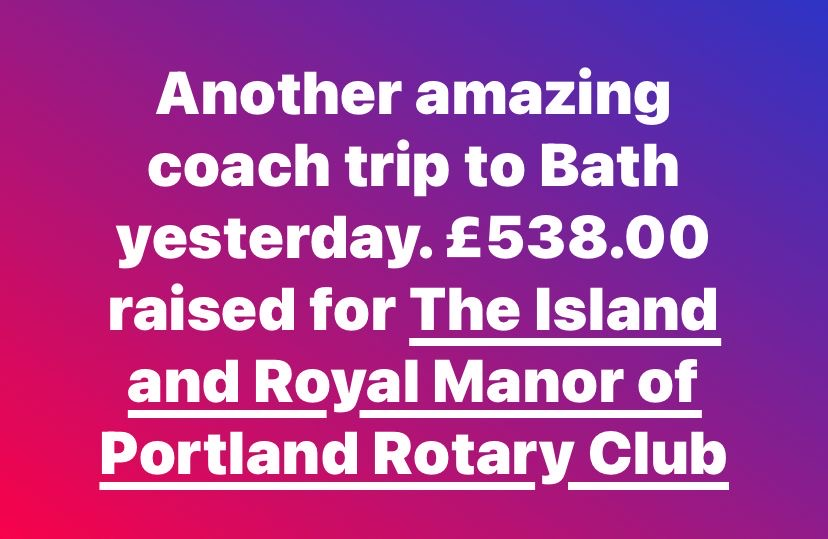 Another amazing
coach trip to Bath
yesterday. £538.00
raised for The Island
and Royal Manor of
Portland Rotary Club